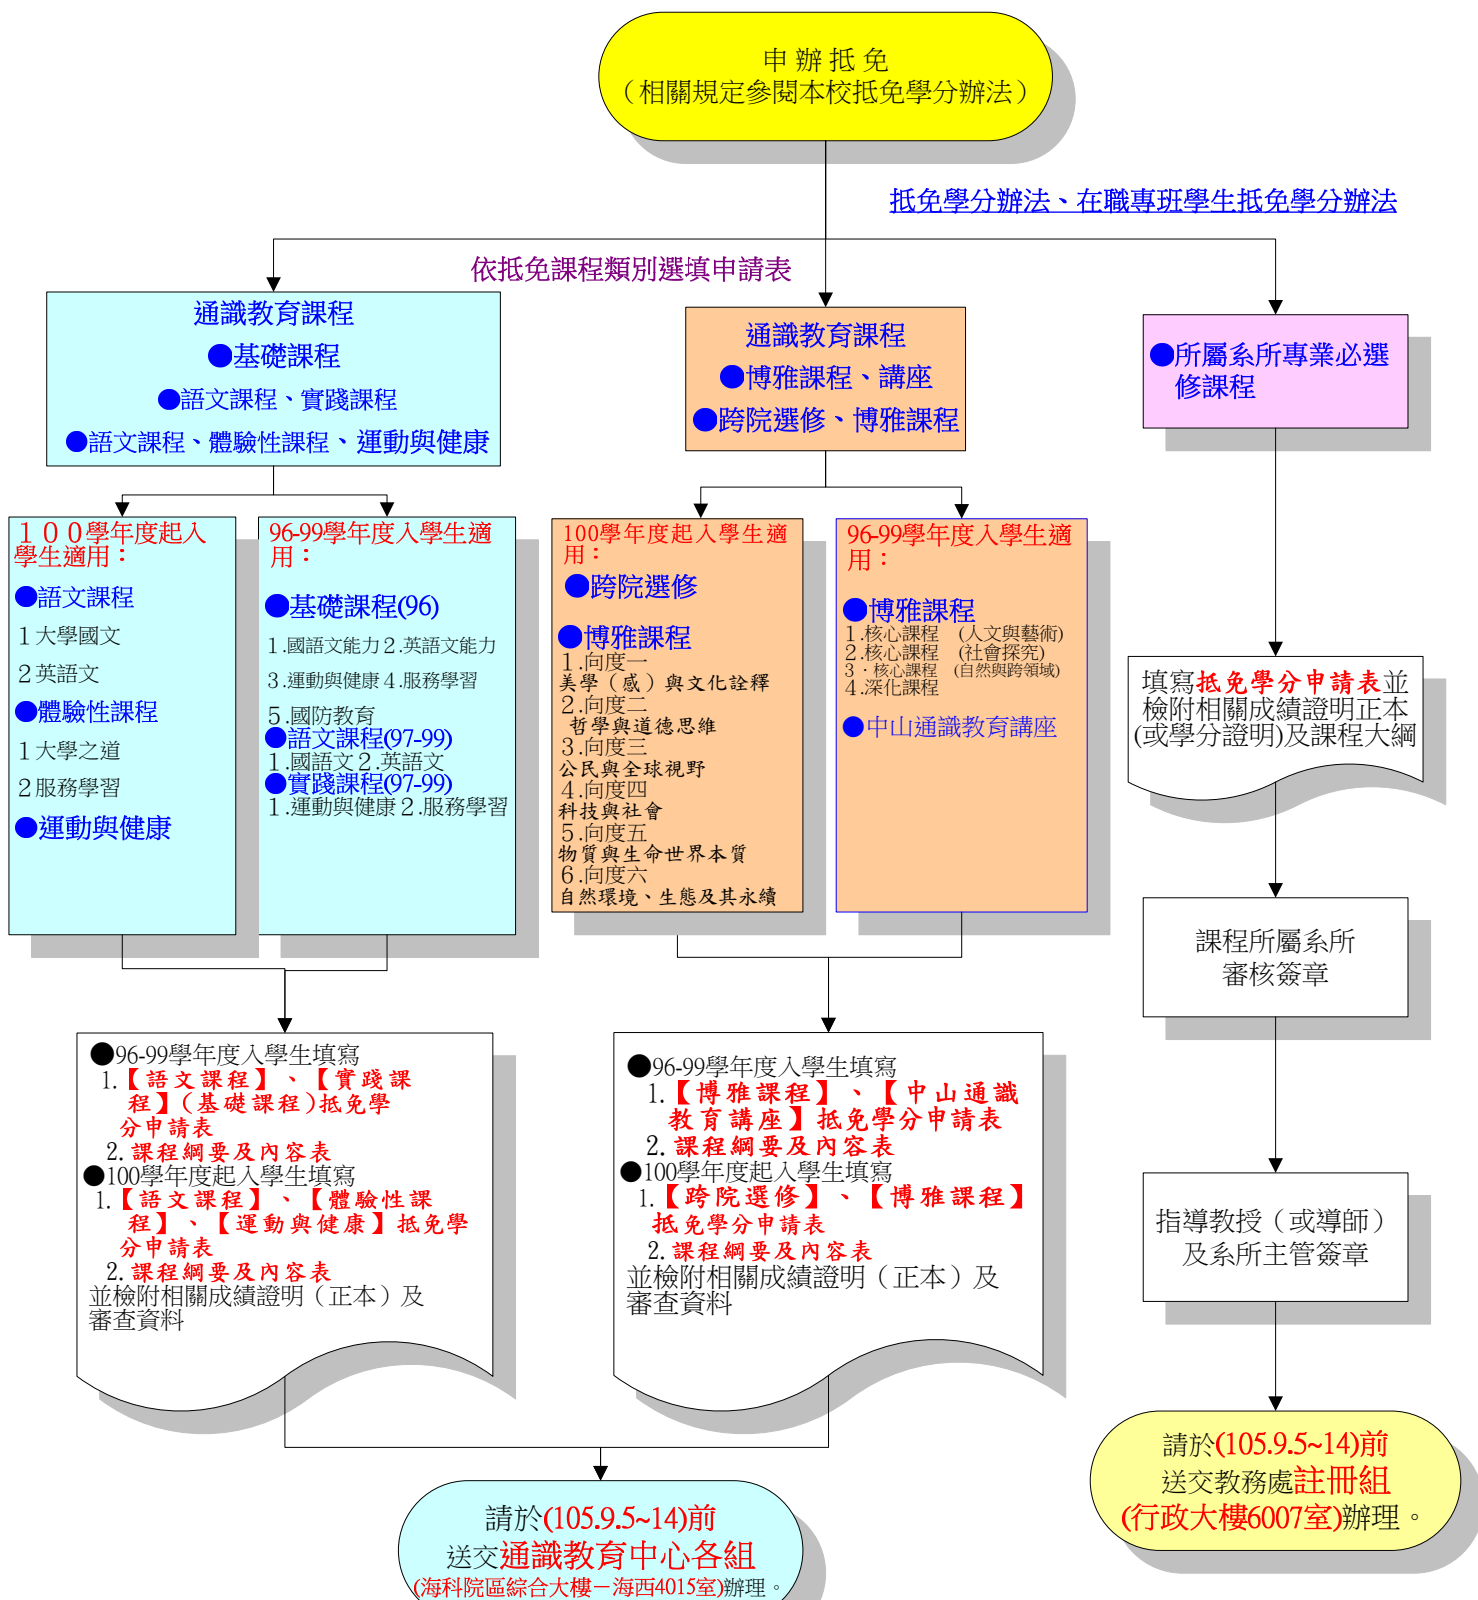 申 辦 抵 免
（相關規定參閱本校抵免學分辦法）
抵免學分辦法、在職專班學生抵免學分辦法
依抵免課程類別選填申請表
通識教育課程
●基礎課程
●語文課程、實踐課程
●語文課程、體驗性課程、運動與健康
通識教育課程
●博雅課程、講座
●跨院選修、博雅課程
●所屬系所專業必選
修課程
１００學年度起入
學生適用：
●語文課程
１大學國文
２英語文
●體驗性課程
１大學之道
２服務學習
●運動與健康
96-99學年度入學生適
用：
●基礎課程(96)
１.國語文能力２.英語文能力
３.運動與健康４.服務學習
５.國防教育
●語文課程(97-99)
１.國語文２.英語文
●實踐課程(97-99)
１.運動與健康２.服務學習
100學年度起入學生適
用：
●跨院選修
●博雅課程
１.向度一
美學（感）與文化詮釋
２.向度二
哲學與道德思維
３.向度三
公民與全球視野
４.向度四
科技與社會
５.向度五
物質與生命世界本質
６.向度六
自然環境、生態及其永續
96-99學年度入學生適
用：
●博雅課程
１.核心課程　(人文與藝術)
２.核心課程　(社會探究)
３．核心課程　(自然與跨領域)
４.深化課程
●中山通識教育講座
填寫抵免學分申請表並
檢附相關成績證明正本
(或學分證明)及課程大綱
課程所屬系所
審核簽章
指導教授（或導師）
及系所主管簽章
請於(105.9.5~14)前
送交教務處註冊組
(行政大樓6007室)辦理。
●96-99學年度入學生填寫
1.【語文課程】、【實踐課
程】(基礎課程)抵免學
分申請表
2.課程綱要及內容表
●100學年度起入學生填寫
1.【語文課程】、【體驗性課
程】、【運動與健康】抵免學
分申請表
2.課程綱要及內容表
並檢附相關成績證明（正本）及
審查資料
●96-99學年度入學生填寫
1.【博雅課程】、【中山通識
教育講座】抵免學分申請表
2.課程綱要及內容表
●100學年度起入學生填寫
1.【跨院選修】、【博雅課程】
抵免學分申請表
2.課程綱要及內容表
並檢附相關成績證明（正本）及
審查資料
請於(105.9.5~14)前
送交通識教育中心各組
(海科院區綜合大樓－海西4015室)辦理。